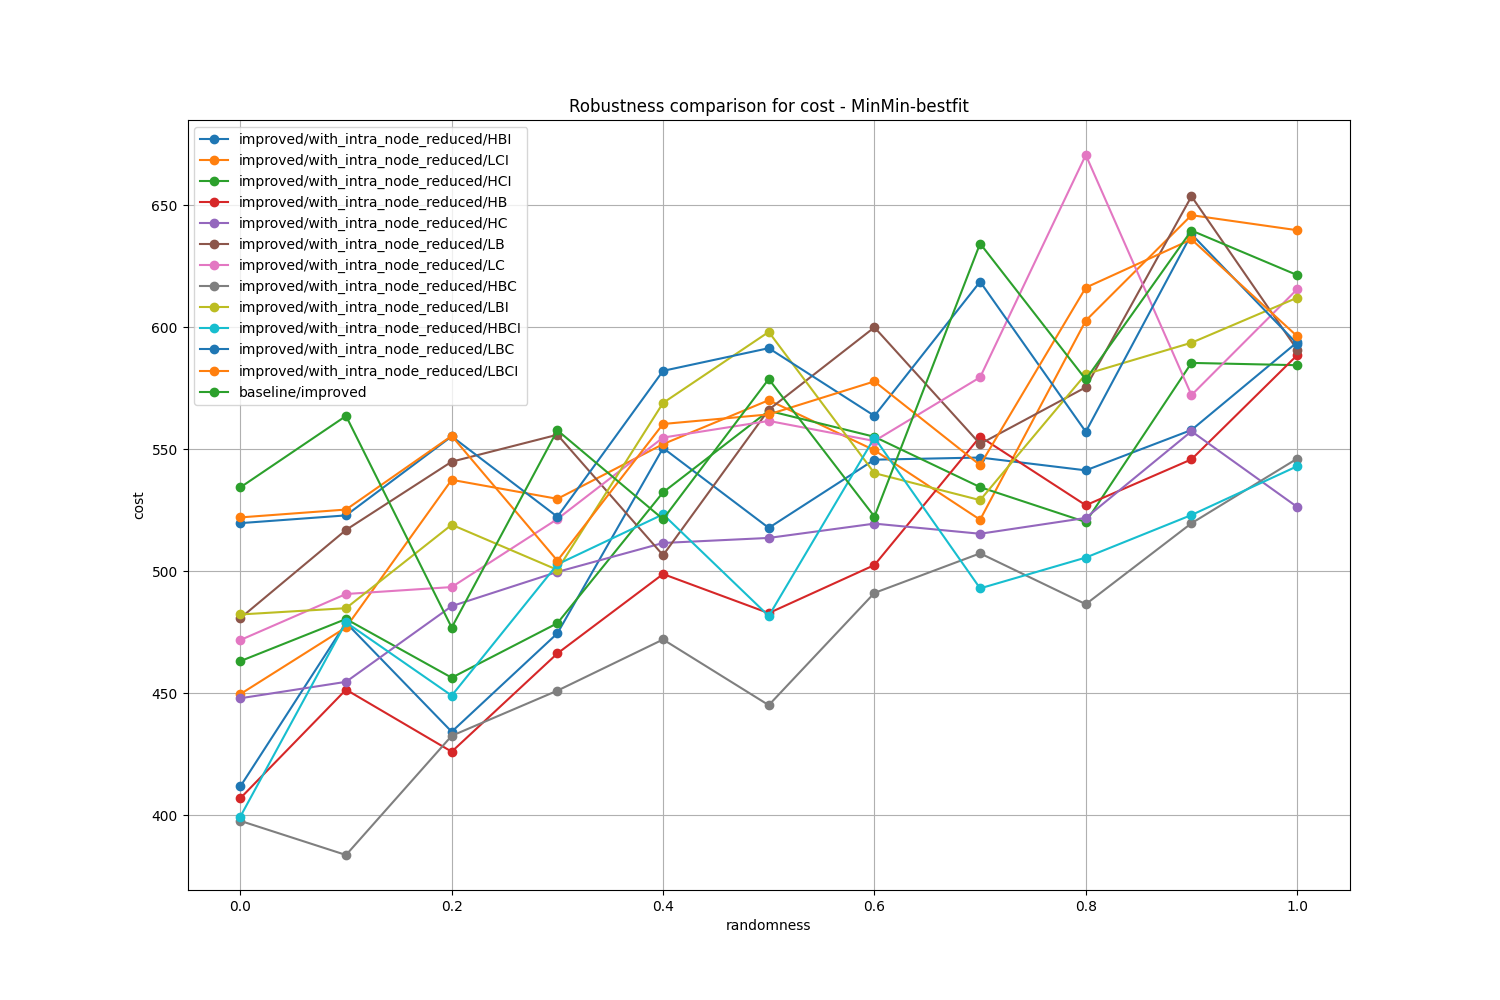 Robustness comparison for cost - MinMin-bestfit
improved/with_intra_node_reduced/HBI
improved/with_intra_node_reduced/LCI
improved/with_intra_node_reduced/HCI
improved/with_intra_node_reduced/HB
improved/with_intra_node_reduced/HC
improved/with_intra_node_reduced/LB
improved/with_intra_node_reduced/LC
improved/with_intra_node_reduced/HBC
improved/with_intra_node_reduced/LBI
improved/with_intra_node_reduced/HBCI
improved/with_intra_node_reduced/LBC
improved/with_intra_node_reduced/LBCI
baseline/improved
650
600
550
500
450
400
cost
0.0 0.2 0.4 0.6 0.8 1.0
randomness